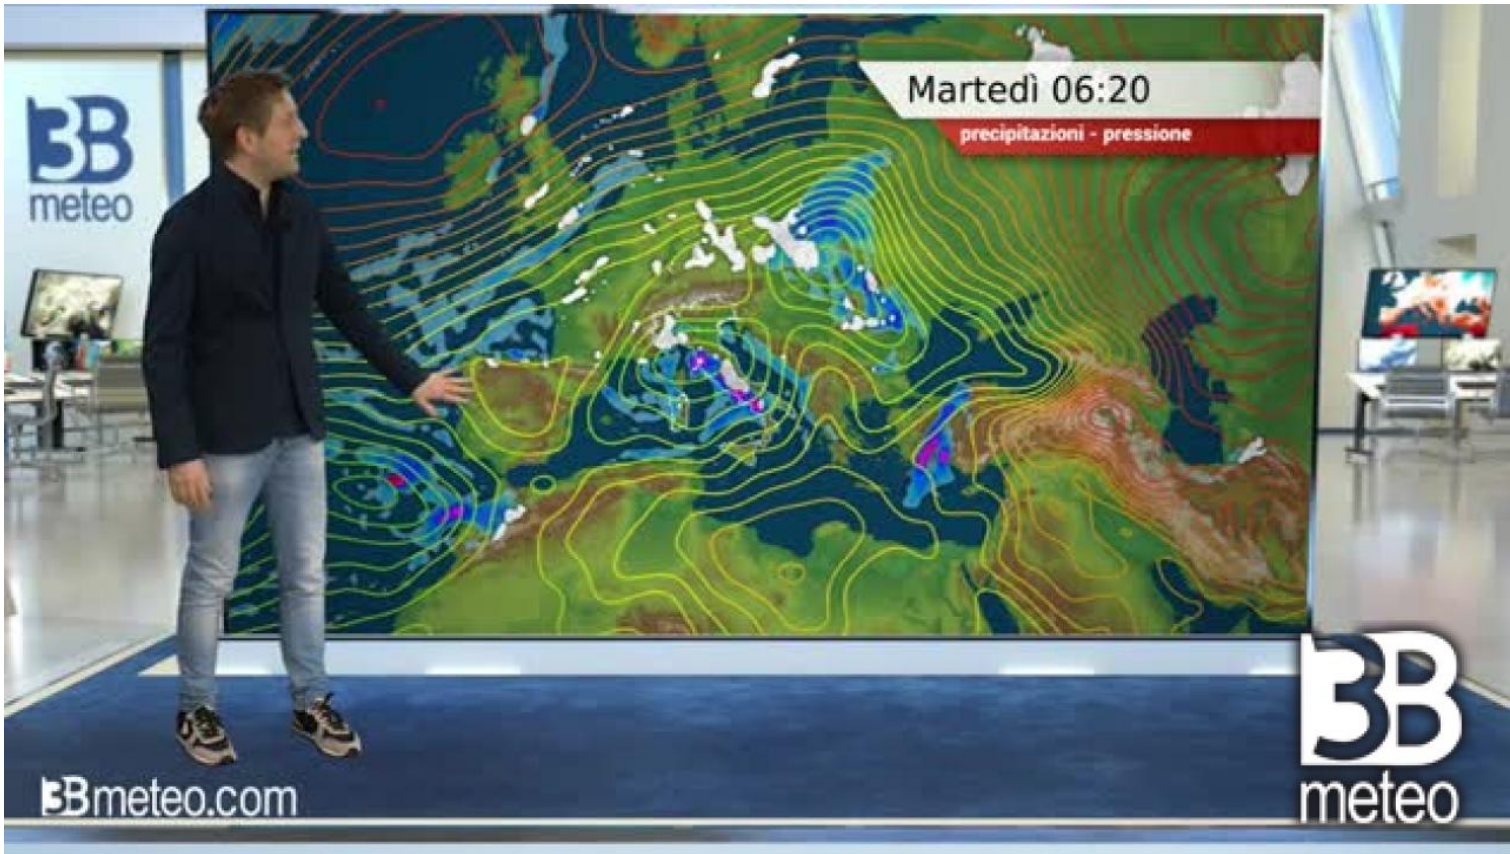 3B
meteo
Martedì 06:20
precipitazioni - pressione
3Bmeteo.com
3B
meteo